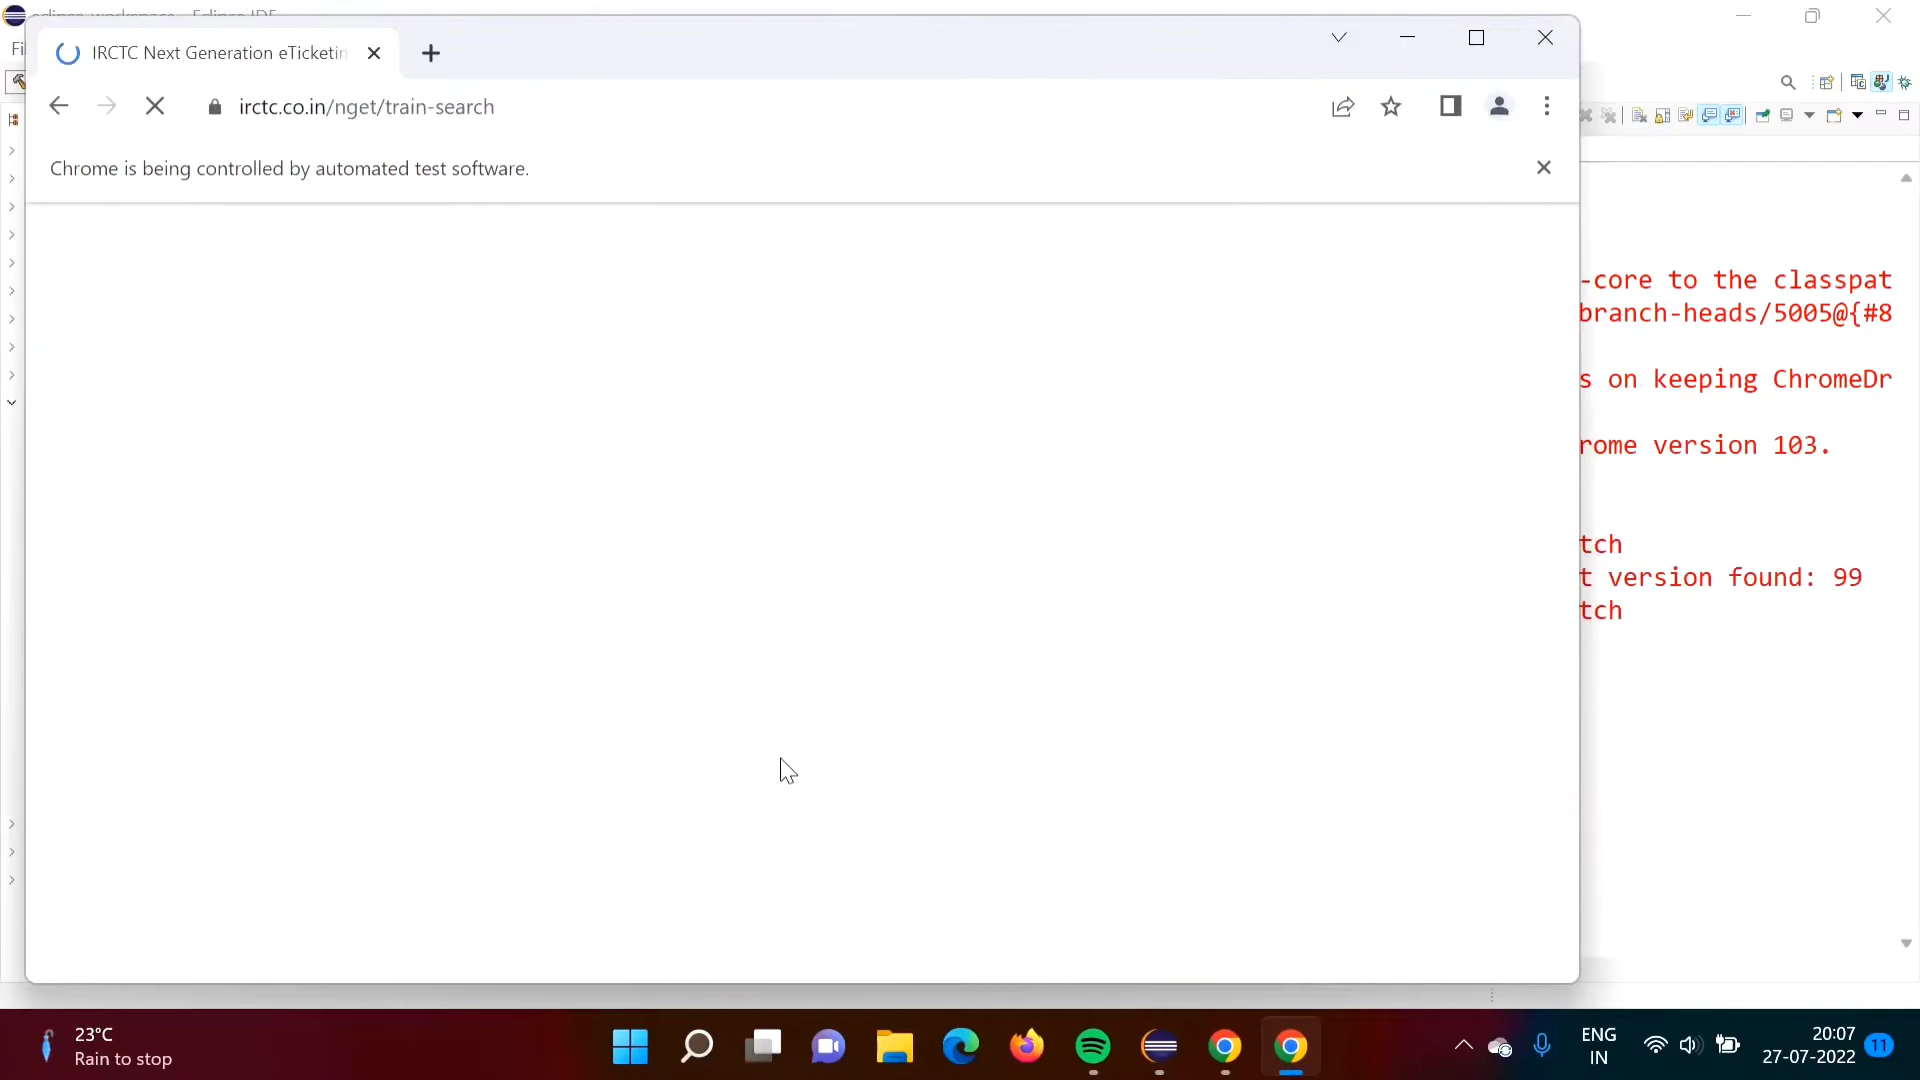 IRCTC Next Generation eTicketin
irctc.co.in/nget/train-search
Chrome is being controlled by automated test software.
-core to the classpat
branch-heads/5005@{#8
s on keeping ChromeDr
rome version 103.
tch
t version found: 99
tch
23°C
Rain to stop
ENG
IN
20:07
27-07-2022
11